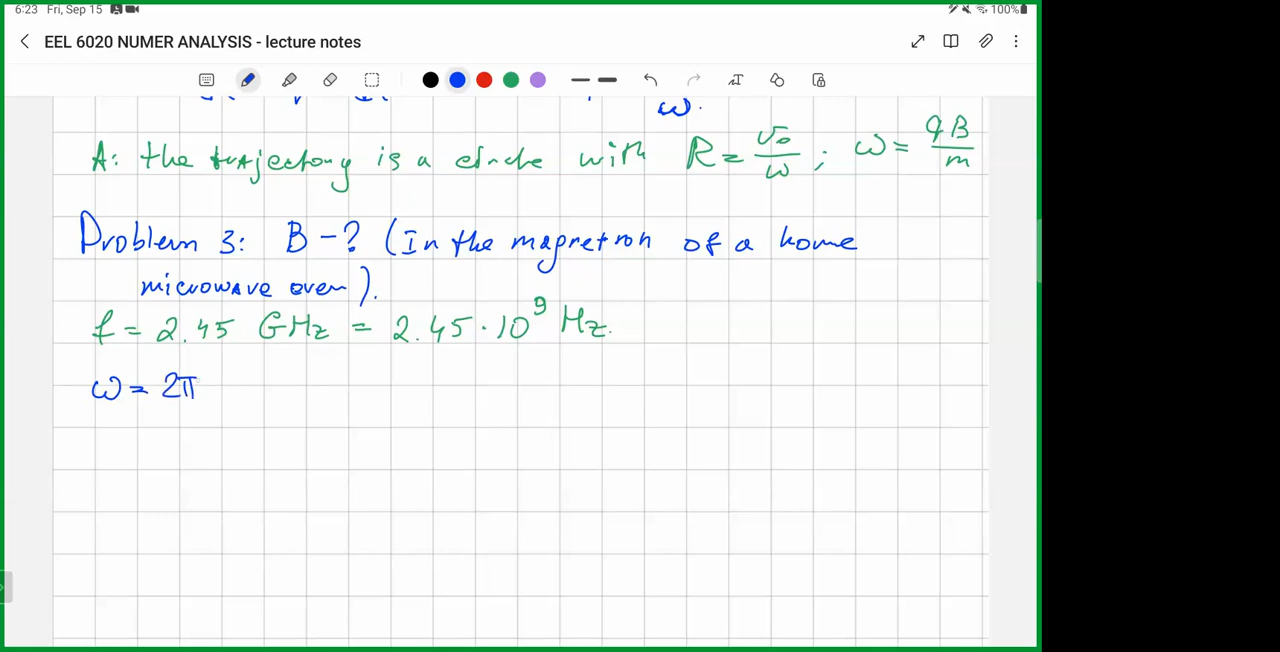 6:23 Fri, Sep 15 100%
EEL 6020 NUMER ANALYSIS - lecture notes
ω.
A: the trajectory is a circle with R = v₀/ω ; ω = qB/m
Problem 3: B - ? (In the magnetron of a home
microwave oven).
f = 2.45 GHz = 2.45 · 10⁹ Hz.
ω = 2π